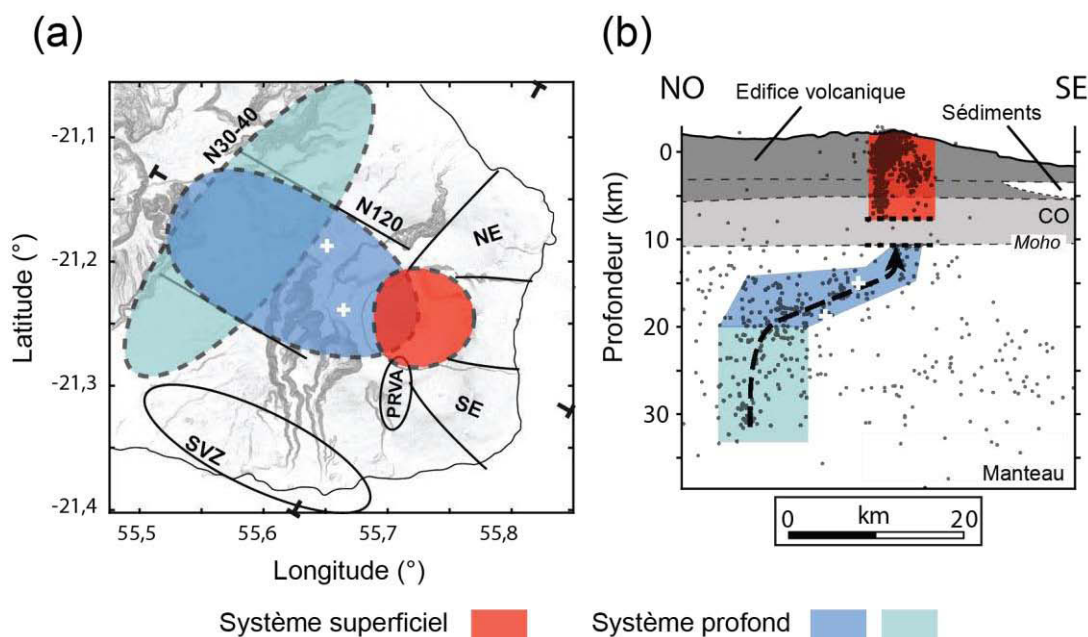 (a)
-21,1
-21,2
-21,3
-21,4
Latitude (°)
55,5
55,6
55,7
55,8
Longitude (°)
N30-40
N120
NE
SE
PRVA
SVZ
(b)
NO
SE
Edifice volcanique
Sédiments
0
10
20
30
Profondeur (km)
CO
Moho
Manteau
0
km
20
Système superficiel
Système profond